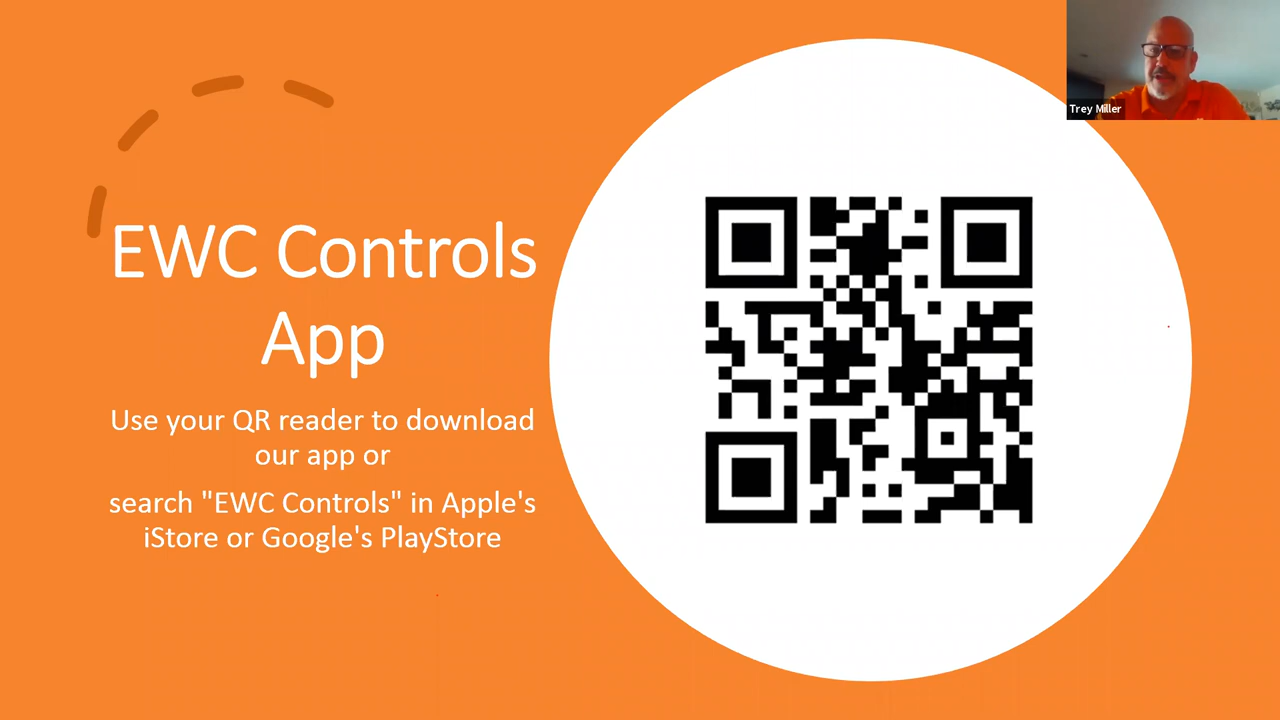 EWC Controls
App
Use your QR reader to download
our app or
search "EWC Controls" in Apple's
iStore or Google's PlayStore
Trey Miller